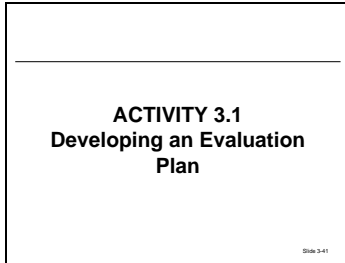 ACTIVITY 3.1
Developing an Evaluation
Plan
Slide 3-41